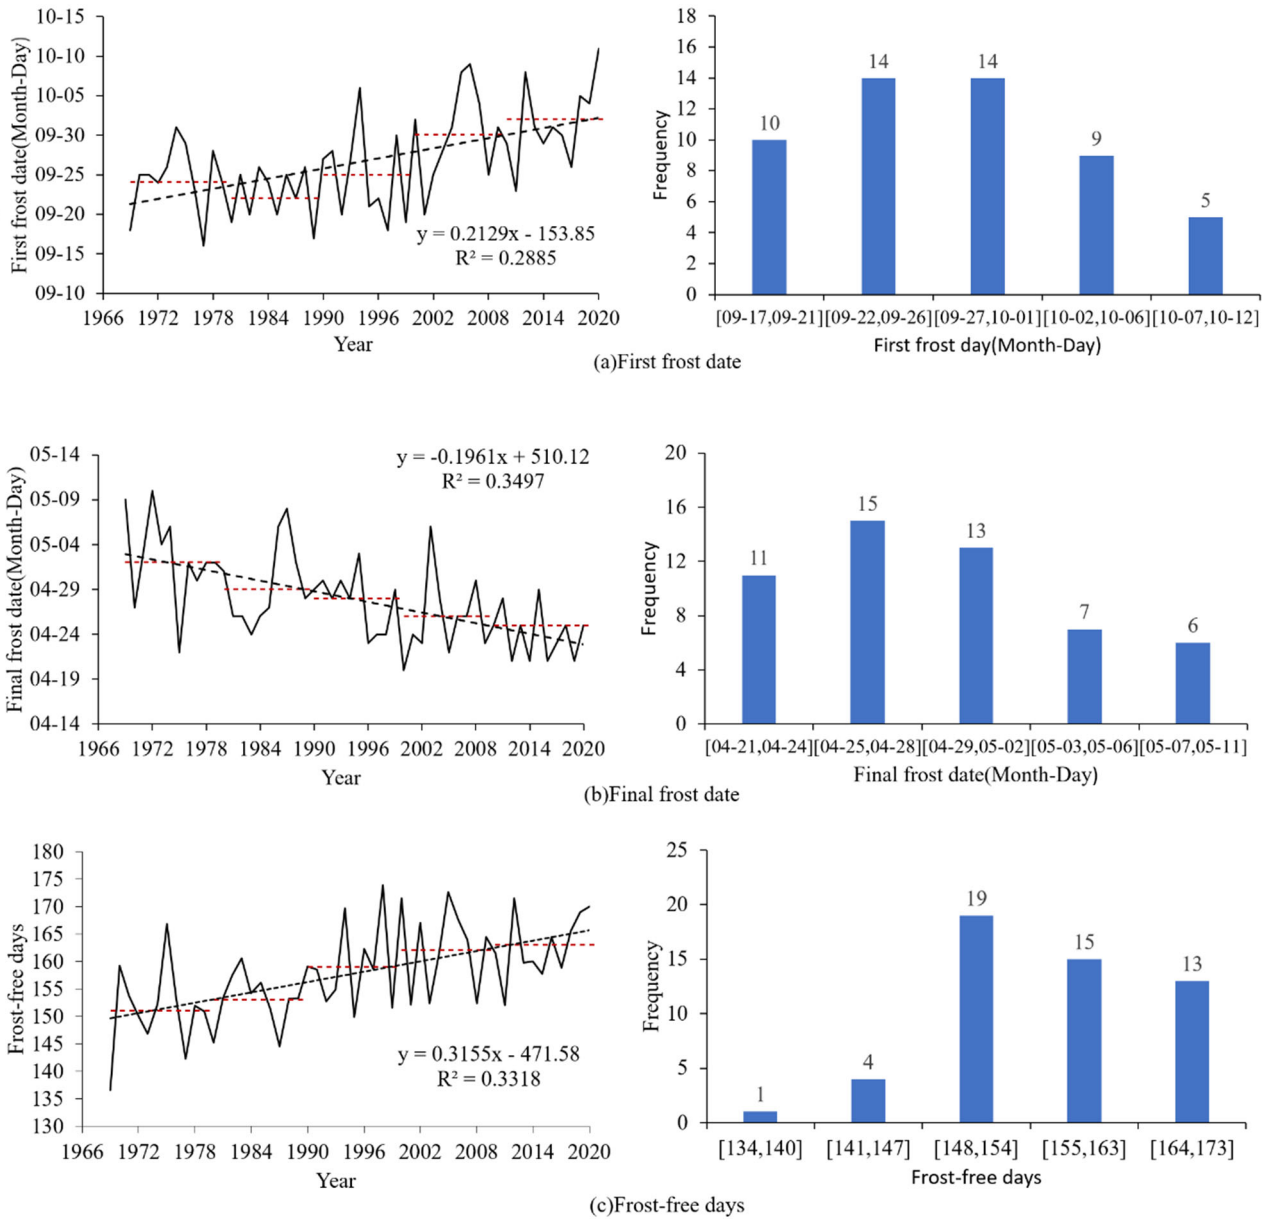 10-15
10-10
10-05
09-30
09-25
09-20
09-15
09-10
First frost date(Month-Day)
y = 0.2129x - 153.85
R² = 0.2885
1966 1972 1978 1984 1990 1996 2002 2008 2014 2020
Year
18
16
14
12
10
8
6
4
2
0
Frequency
10
14
14
9
5
[09-17,09-21][09-22,09-26][09-27,10-01][10-02,10-06][10-07,10-12]
First frost day(Month-Day)
(a)First frost date
05-14
05-09
05-04
04-29
04-24
04-19
04-14
Final frost date(Month-Day)
y = -0.1961x + 510.12
R² = 0.3497
1966 1972 1978 1984 1990 1996 2002 2008 2014 2020
Year
20
16
12
8
4
0
Frequency
11
15
13
7
6
[04-21,04-24][04-25,04-28][04-29,05-02][05-03,05-06][05-07,05-11]
Final frost date(Month-Day)
(b)Final frost date
180
175
170
165
160
155
150
145
140
135
130
Frost-free days
y = 0.3155x - 471.58
R² = 0.3318
1966 1972 1978 1984 1990 1996 2002 2008 2014 2020
Year
25
20
15
10
5
0
Frequency
1
4
19
15
13
[134,140] [141,147] [148,154] [155,163] [164,173]
Frost-free days
(c)Frost-free days